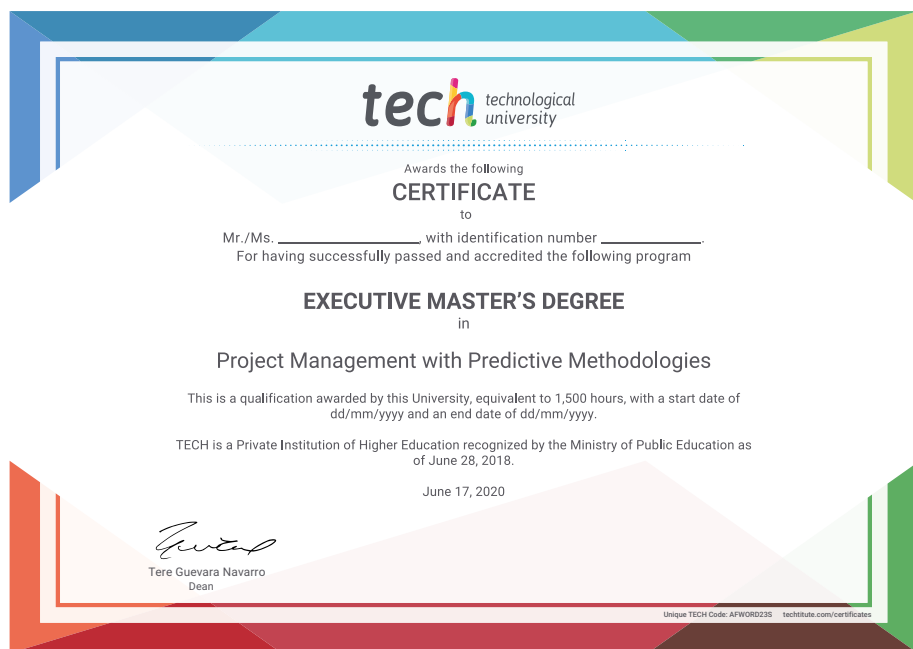 tech technological
university
Awards the following
CERTIFICATE
to
Mr./Ms. ____________________, with identification number ______________.
For having successfully passed and accredited the following program
EXECUTIVE MASTER'S DEGREE
in
Project Management with Predictive Methodologies
This is a qualification awarded by this University, equivalent to 1,500 hours, with a start date of
dd/mm/yyyy and an end date of dd/mm/yyyy.
TECH is a Private Institution of Higher Education recognized by the Ministry of Public Education as
of June 28, 2018.
June 17, 2020
Tere Guevara Navarro
Dean
Unique TECH Code: AFWORD23S techtitute.com/certificates